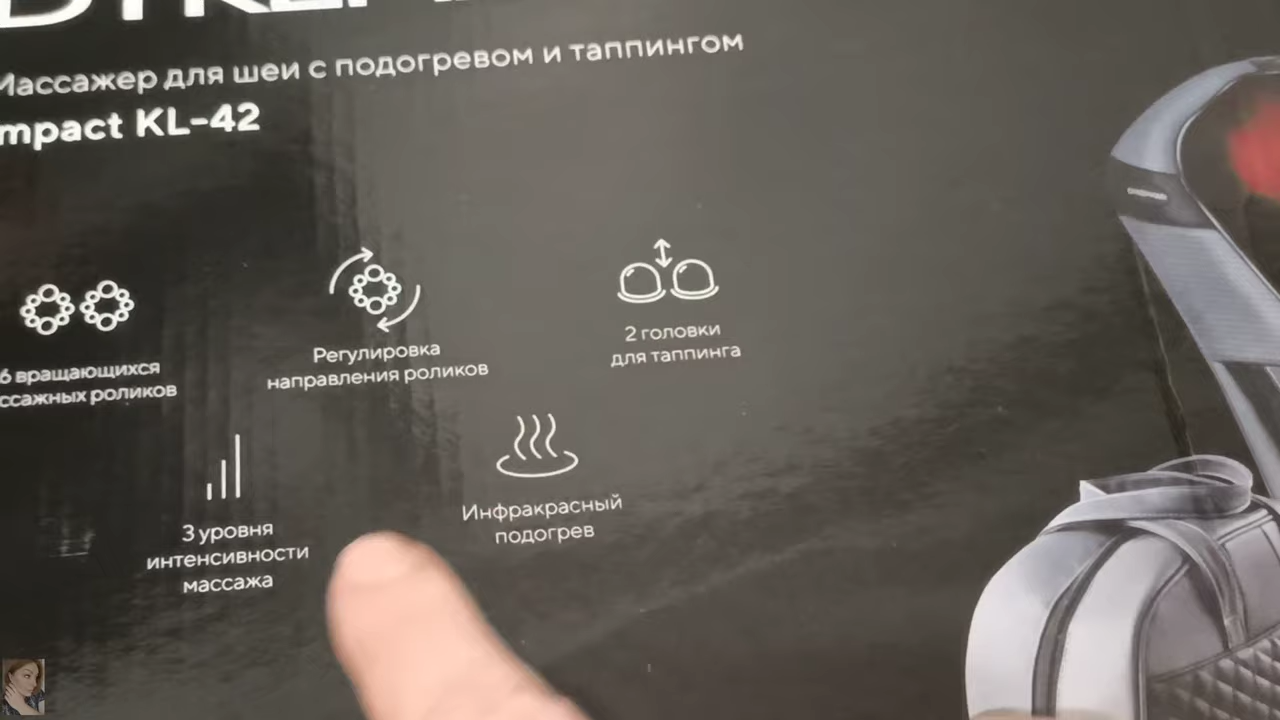 Массажер для шеи с подогревом и таппингом
mpact KL-42
6 вращающихся
ссажных роликов
Регулировка
направления роликов
2 головки
для таппинга
3 уровня
интенсивности
массажа
Инфракрасный
подогрев